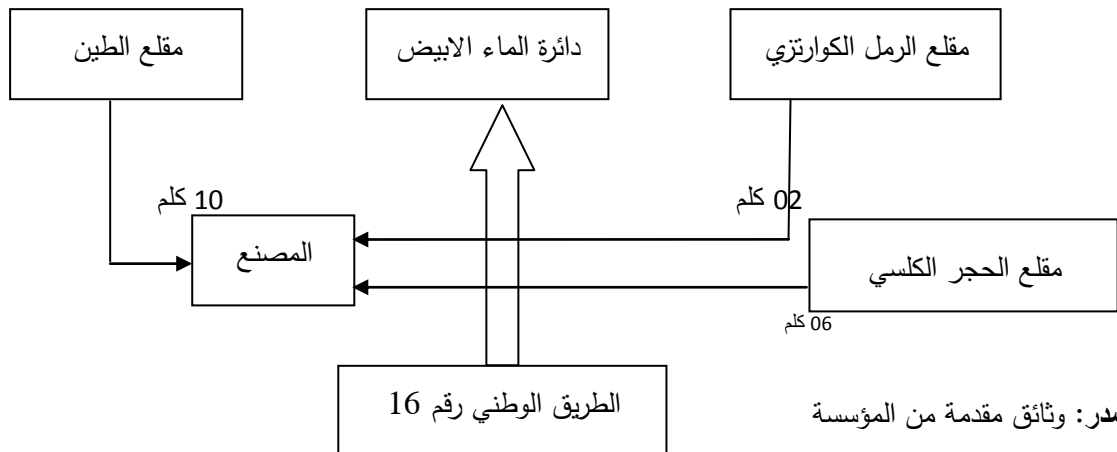 مقلع الرمل الكوارتزي
دائرة الماء الابيض
مقلع الطين
02 كلم
10 كلم
المصنع
مقلع الحجر الكلسي
06 كلم
الطريق الوطني رقم 16
مدر: وثائق مقدمة من المؤسسة